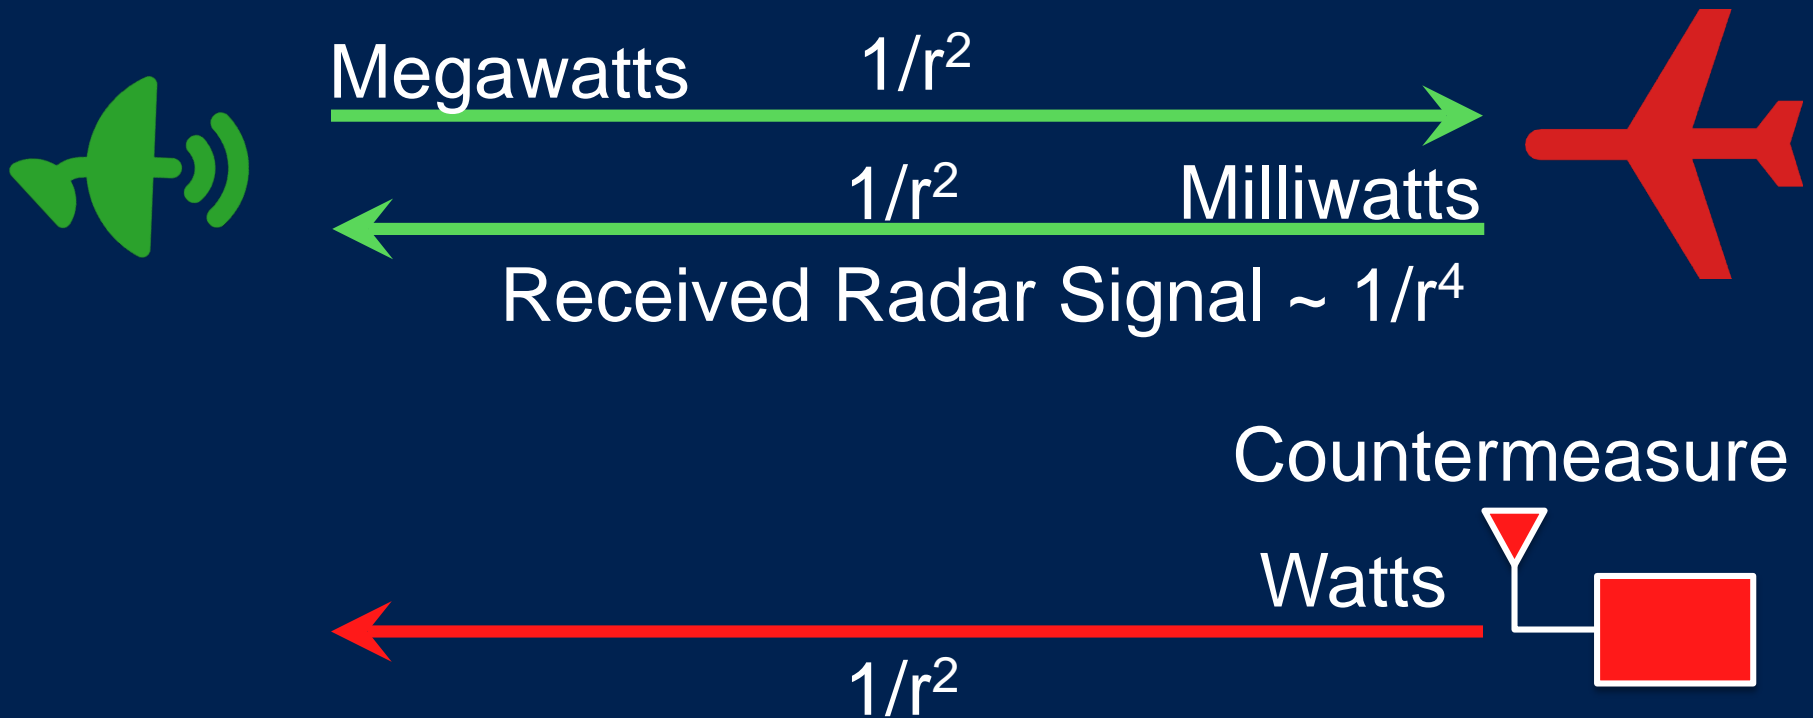 Megawatts 1/r²
1/r² Milliwatts
Received Radar Signal ~ 1/r⁴
Countermeasure
Watts
1/r²